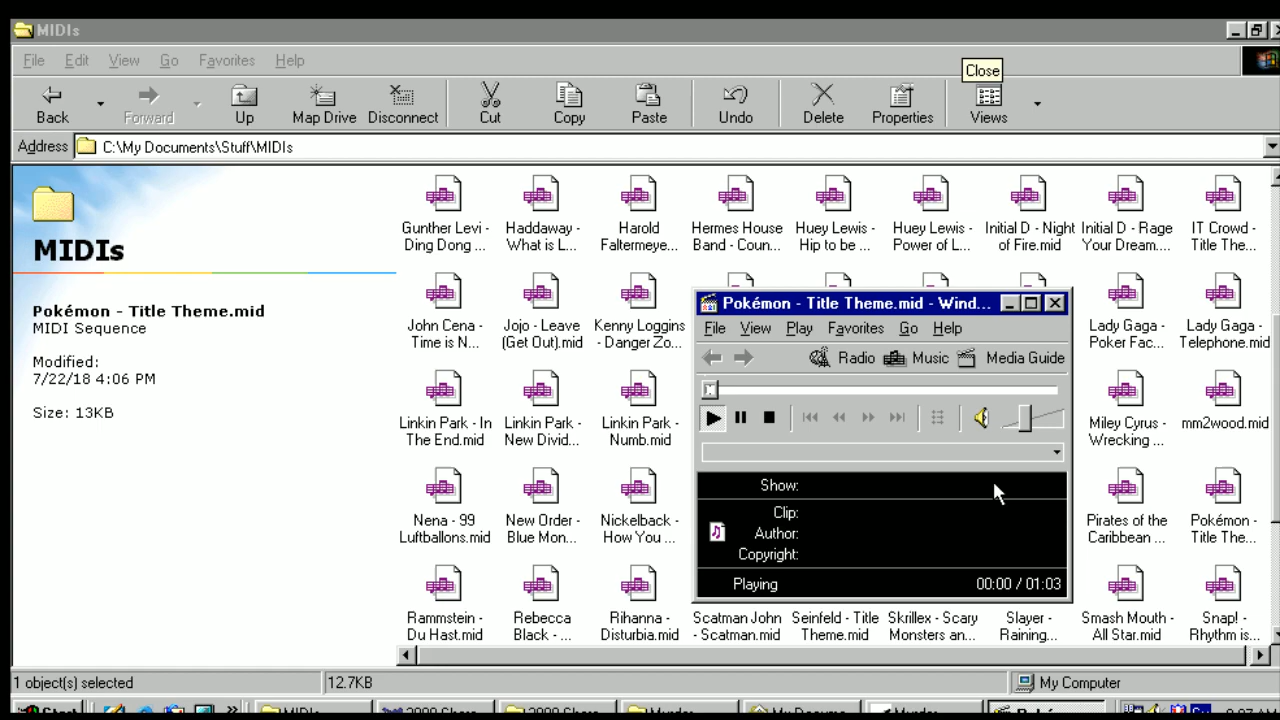 MIDIs
File Edit View Go Favorites Help
Close
Back Forward Up Map Drive Disconnect Cut Copy Paste Undo Delete Properties Views
Address C:\My Documents\Stuff\MIDIs
MIDIs
Pokémon - Title Theme.mid
MIDI Sequence
Modified:
7/22/18 4:06 PM
Size: 13KB
Gunther Levi - Ding Dong ...
Haddaway - What is L...
Harold Faltermeye...
Hermes House Band - Coun...
Huey Lewis - Hip to be ...
Huey Lewis - Power of L...
Initial D - Night of Fire.mid
Initial D - Rage Your Dream....
IT Crowd - Title The...
John Cena - Time is N...
Jojo - Leave (Get Out).mid
Kenny Loggins - Danger Zo...
Lady Gaga - Poker Fac...
Lady Gaga - Telephone.mid
Linkin Park - In The End.mid
Linkin Park - New Divid...
Linkin Park - Numb.mid
Miley Cyrus - Wrecking ...
mm2wood.mid
Nena - 99 Luftballons.mid
New Order - Blue Mon...
Nickelback - How You ...
Pirates of the Caribbean ...
Pokémon - Title The...
Rammstein - Du Hast.mid
Rebecca Black - ...
Rihanna - Disturbia.mid
Scatman John - Scatman.mid
Seinfeld - Title Theme.mid
Skrillex - Scary Monsters an...
Slayer - Raining...
Smash Mouth - All Star.mid
Snap! - Rhythm is...
Pokémon - Title Theme.mid - Wind...
File View Play Favorites Go Help
Radio Music Media Guide
Show:
Clip:
Author:
Copyright:
Playing 00:00 / 01:03
1 object(s) selected 12.7KB My Computer
Start MIDIs